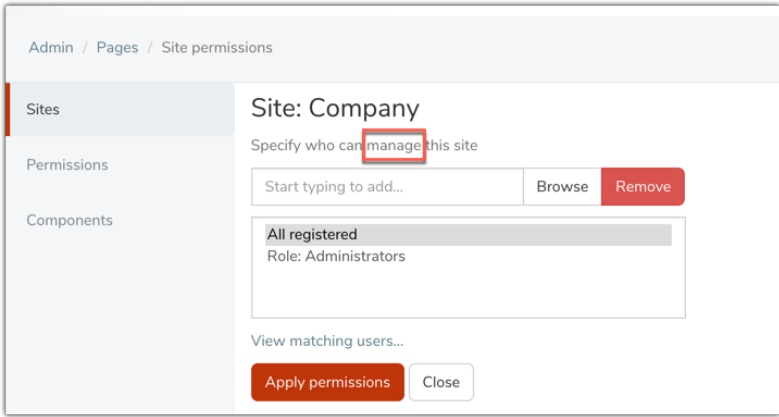 Admin / Pages / Site permissions
Sites
Permissions
Components
Site: Company
Specify who can manage this site
Start typing to add... Browse Remove
All registered
Role: Administrators
View matching users...
Apply permissions Close